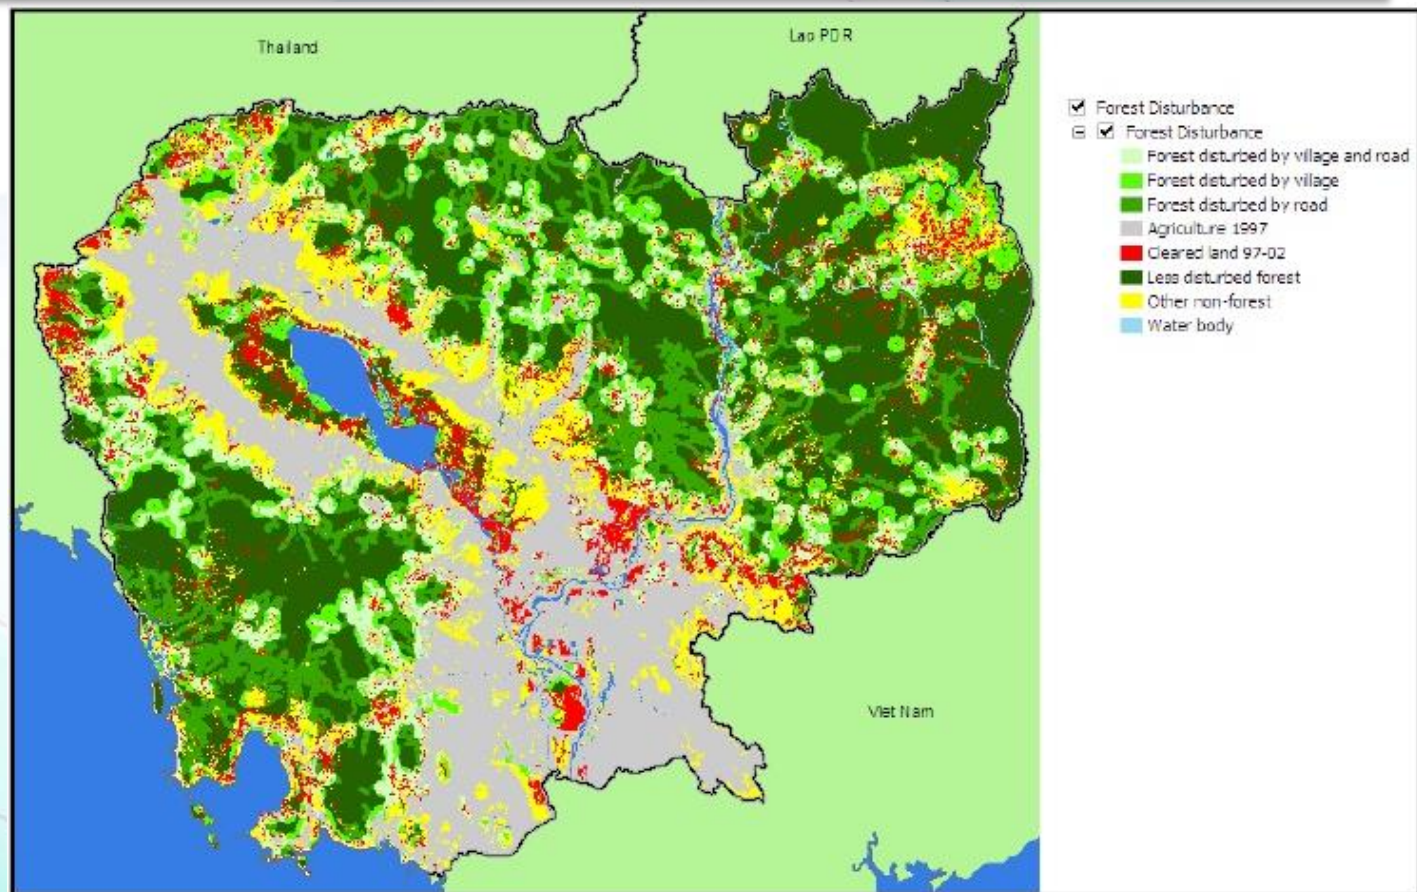 Thailand
Lao PDR
Forest Disturbance
Forest Disturbance
Forest disturbed by village and road
Forest disturbed by village
Forest disturbed by road
Agriculture 1997
Cleared land 97-02
Less disturbed forest
Other non-forest
Water body
Viet Nam